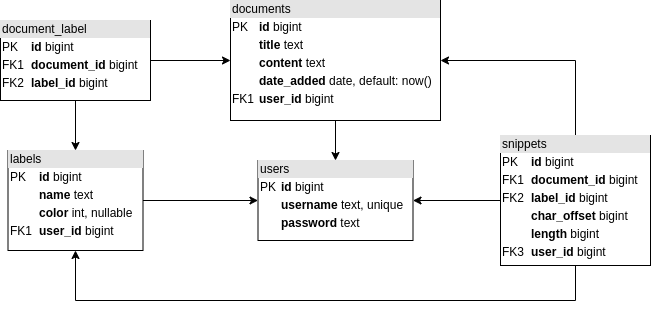 document_label
PK id bigint
FK1 document_id bigint
FK2 label_id bigint
documents
PK id bigint
title text
content text
date_added date, default: now()
FK1 user_id bigint
labels
PK id bigint
name text
color int, nullable
FK1 user_id bigint
users
PK id bigint
username text, unique
password text
snippets
PK id bigint
FK1 document_id bigint
FK2 label_id bigint
char_offset bigint
length bigint
FK3 user_id bigint